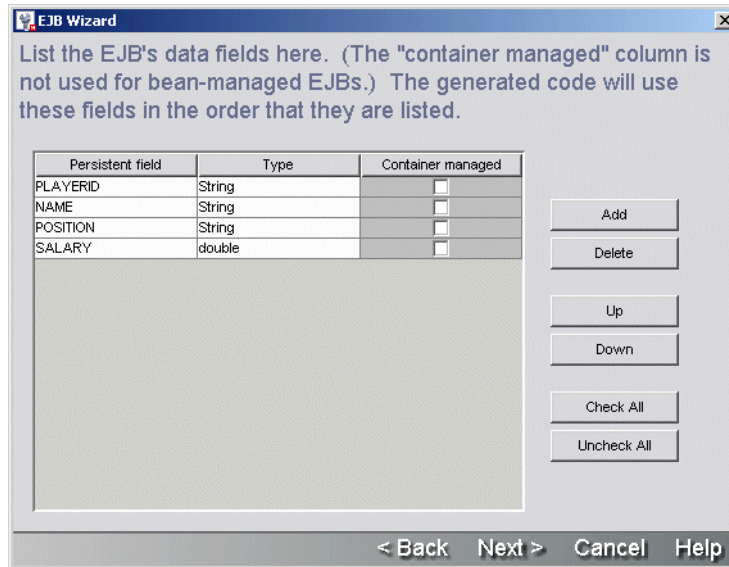 EJB Wizard
List the EJB's data fields here. (The "container managed" column is
not used for bean-managed EJBs.) The generated code will use
these fields in the order that they are listed.
Persistent field Type Container managed
PLAYERID String
NAME String
POSITION String
SALARY double
Add
Delete
Up
Down
Check All
Uncheck All
< Back Next > Cancel Help